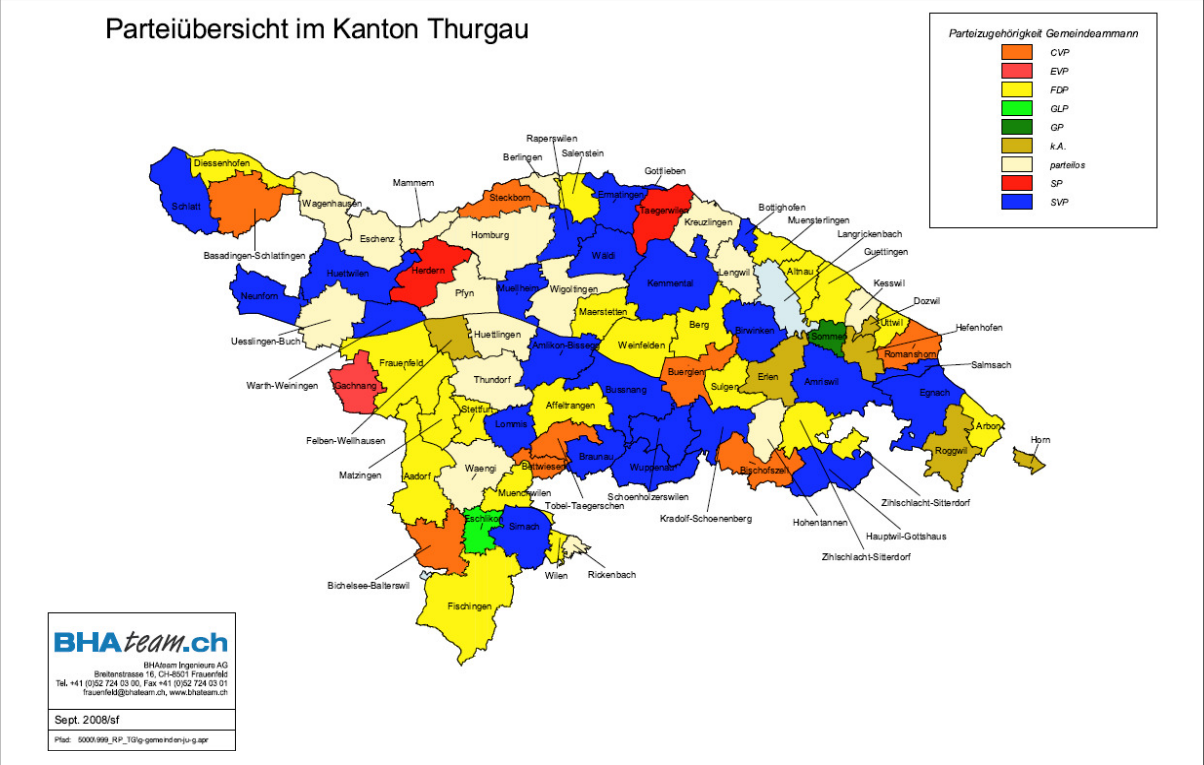 Parteiübersicht im Kanton Thurgau
Parteizugehörigkeit Gemeindeammann
CVP
EVP
FDP
GLP
GP
k.A.
parteilos
SP
SVP
Raperswilen
Berlingen
Salenstein
Gottlieben
Diessenhofen
Mammern
Steckborn
Ermatingen
Taegerwilen
Schlatt
Wagenhausen
Kreuzlingen
Bottighofen
Muensterlingen
Langrickenbach
Guettingen
Eschenz
Homburg
Basadingen-Schlattingen
Waldi
Huettwilen
Herdern
Lengwil
Altnau
Kesswil
Neunforn
Pfyn
Muellheim
Wigoltingen
Kemmental
Dozwil
Maerstetten
Uttwil
Hefenhofen
Uesslingen-Buch
Huettlingen
Berg
Birwinken
Sommeri
Amlikon-Bissegg
Weinfelden
Romanshorn
Frauenfeld
Salmsach
Warth-Weiningen
Gachnang
Thundorf
Buerglen
Erlen
Amriswil
Sulgen
Bussnang
Egnach
Stettfurt
Affeltrangen
Lommis
Arbon
Felben-Wellhausen
Horn
Roggwil
Matzingen
Braunau
Waengi
Bettwiesen
Wuppenau
Bischofszell
Aadorf
Muenchwilen
Schoenholzerswilen
Tobel-Taegerschen
Zihlschlacht-Sitterdorf
Kradolf-Schoenenberg
Hohentannen
Eschlikon
Sirnach
Hauptwil-Gottshaus
Zihlschlacht-Sitterdorf
Bichelsee-Balterswil
Wilen
Rickenbach
Fischingen
BHAteam.ch
BHAteam Ingenieure AG
Breitenstrasse 16, CH-8501 Frauenfeld
Tel. +41 (0)52 724 03 00, Fax +41 (0)52 724 03 01
frauenfeld@bhateam.ch, www.bhateam.ch
Sept. 2008/sf
Pfad: 5000\999_RP_TG\g-gemeinden-ju-g.apr